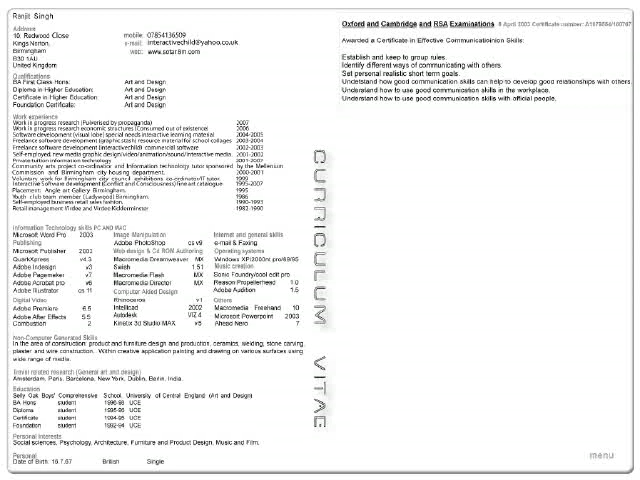 Ranjit Singh
Address
10, Redwood Close
Kings Norton,
Birmingham
B30 1AU
United Kingdom
mobile: 07854136509
e-mail: interactivechild@yahoo.co.uk
web: www.sotar6m.com
Qualifications
BA First Class Hons: Art and Design
Diploma in Higher Education: Art and Design
Certificate in Higher Education: Art and Design
Foundation Certificate: Art and Design
Work experience
Work in progress research (Pulverised by propaganda) 2007
Work in progress research economic structures (Consumed out of existence) 2006
Software development (visual lobe) special needs interactive learning material 2004-2005
Freelance software development (graphic stash) resource material for school collages 2003-2004
Freelance software development (interactivechild) commercial software 2002-2003
Self-employed new media graphic design/video/animation/sound/interactive media. 2001-2002
Private tuition information technology 2001-2002
Community arts project co-ordinator and Information technology tutor sponsored by the Mellenium
Commission and Birmingham city housing department. 2000-2001
Voluntary work for Birmingham city council exhibitions co-ordinator/IT tutor. 1999
Interactive Software development (Conflict and Consciousness) fine art catalogue 1995-2007
Placement: Angle art Gallery Birmingham. 1995
Youth club team member (Ladywood) Birmingham 1986
Self-employed business retail sales fashion. 1990-1993
Retail management Virdee and Virdee Kidderminster 1982-1990
Information Technology skills PC AND MAC
Microsoft Word Pro 2003
Publishing
Microsoft Publisher 2003
QuarkXpress v4.3
Adobe Indesign v3
Adobe Pagemaker v7
Adobe Acrobat pro v6
Adobe Illustrator cs 11
Digital Video
Adobe Premiere 6.5
Adobe After Effects 5.5
Combustion 2
Image Manipulation
Adobe PhotoShop cs v9
Web design & Cd ROM Authoring
Macromedia Dreamweaver MX
Swish 1.51
Macromedia Flash MX
Macromedia Director MX
Computer Aided Design
Rhinoceros v1
Intellicad 2002
Autodesk VIZ 4
Kinetix 3d Studio MAX v5
Internet and general skills
e-mail & Faxing
Operating systems
Windows XP/2000nt pro/98/95
Music creation
Sonic Foundry/cool edit pro
Reason Propellerhead 1.0
Adobe Audition 1.5
Others
Macromedia Freehand 10
Microsoft Powerpoint 2003
Ahead Nero 7
Non-Computer Generated Skills
In the area of construction: product and furniture design and production, ceramics, welding, stone carving,
plaster and wire construction. Within creative application painting and drawing on various surfaces using
wide range of media.
Travel related research (General art and design)
Amsterdam, Paris, Barcelona, New York, Dublin, Berlin, India.
Education
Selly Oak Boys' Comprehensive School, University of Central England (Art and Design)
BA Hons student 1996-98 UCE
Diploma student 1995-96 UCE
Certificate student 1994-95 UCE
Foundation student 1992-94 UCE
Personal Interests
Social sciences, Psychology, Architecture, Furniture and Product Design, Music and Film.
Personal
Date of Birth: 16.7.67 British Single
CURRICULUM VITAE
Oxford and Cambridge and RSA Examinations 8 April 2003 Certificate number:
Awarded a Certificate in Effective Communicatioinion Skills:
Establish and keep to group rules.
Identify different ways of communicating with others.
Set personal realistic short term goals.
Understand how good communication skills can help to develop good relationships with others.
Understand how to use good communication skills in the workplace.
Understand how to use good communication skills with official people.
menu